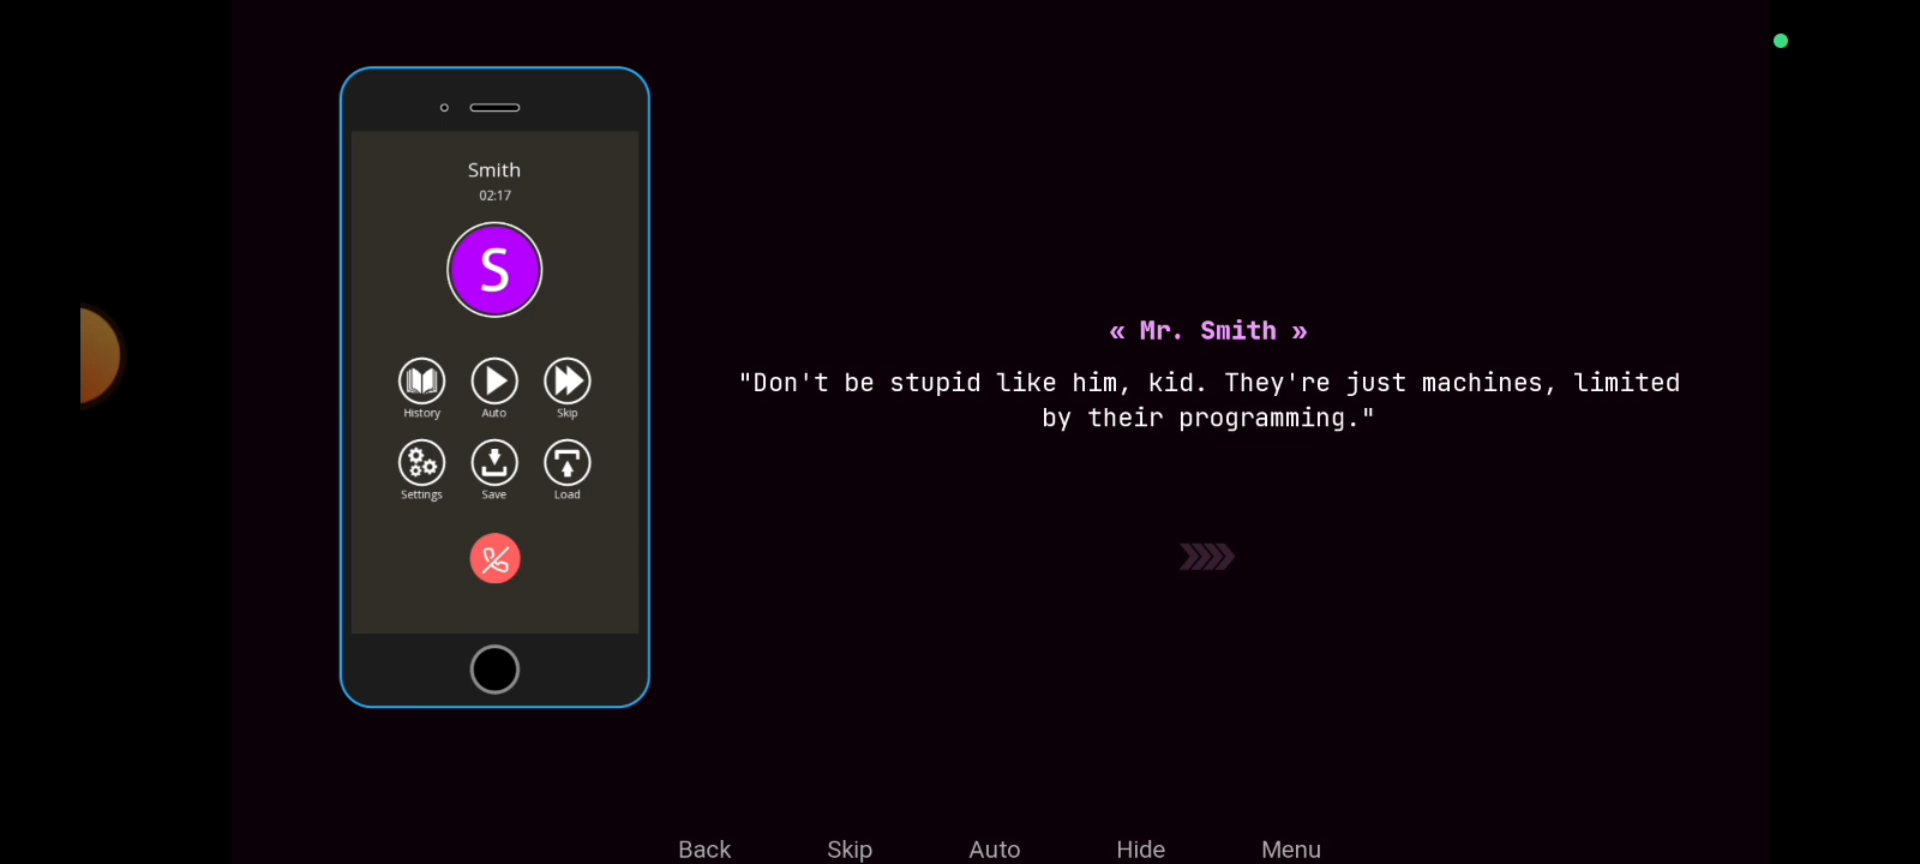 Smith
02:17
S
History Auto Skip
Settings Save Load
« Mr. Smith »
"Don't be stupid like him, kid. They're just machines, limited
by their programming."
Back Skip Auto Hide Menu